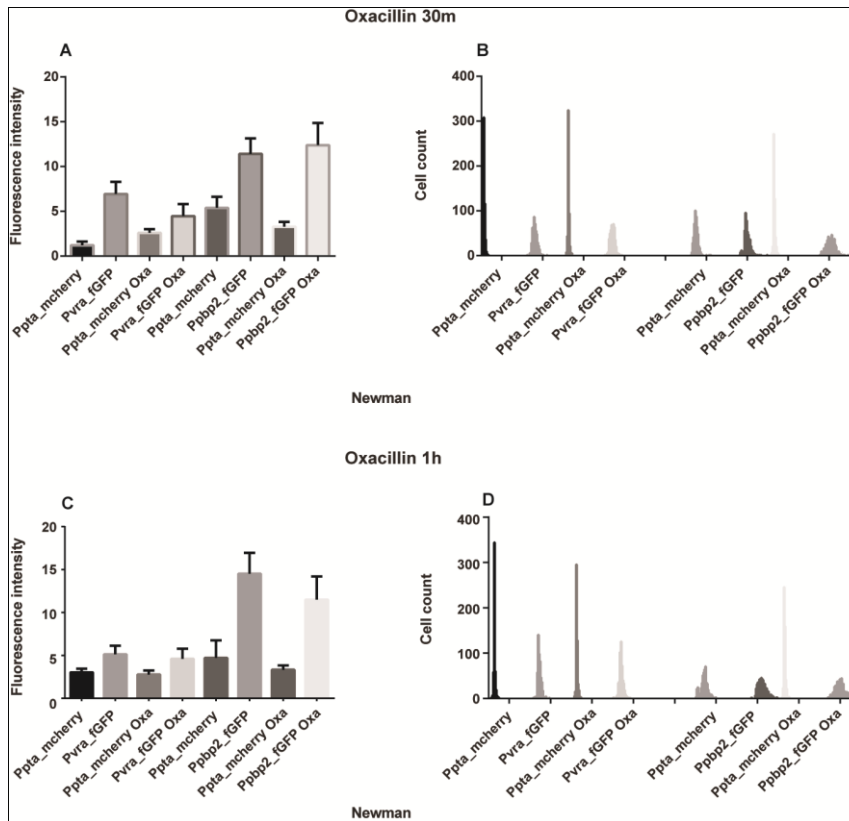 Oxacillin 30m
A
Fluorescence intensity
20
15
10
5
0
Ppta_mcherry
Pvra_fGFP
Ppta_mcherry Oxa
Pvra_fGFP Oxa
Ppta_mcherry
Ppbp2_fGFP
Ppta_mcherry Oxa
Ppbp2_fGFP Oxa
B
Cell count
400
300
200
100
0
Ppta_mcherry
Pvra_fGFP
Ppta_mcherry Oxa
Pvra_fGFP Oxa
Ppta_mcherry
Ppbp2_fGFP
Ppta_mcherry Oxa
Ppbp2_fGFP Oxa
Newman
Oxacillin 1h
C
Fluorescence intensity
20
15
10
5
0
Ppta_mcherry
Pvra_fGFP
Ppta_mcherry Oxa
Pvra_fGFP Oxa
Ppta_mcherry
Ppbp2_fGFP
Ppta_mcherry Oxa
Ppbp2_fGFP Oxa
D
Cell count
400
300
200
100
0
Ppta_mcherry
Pvra_fGFP
Ppta_mcherry Oxa
Pvra_fGFP Oxa
Ppta_mcherry
Ppbp2_fGFP
Ppta_mcherry Oxa
Ppbp2_fGFP Oxa
Newman